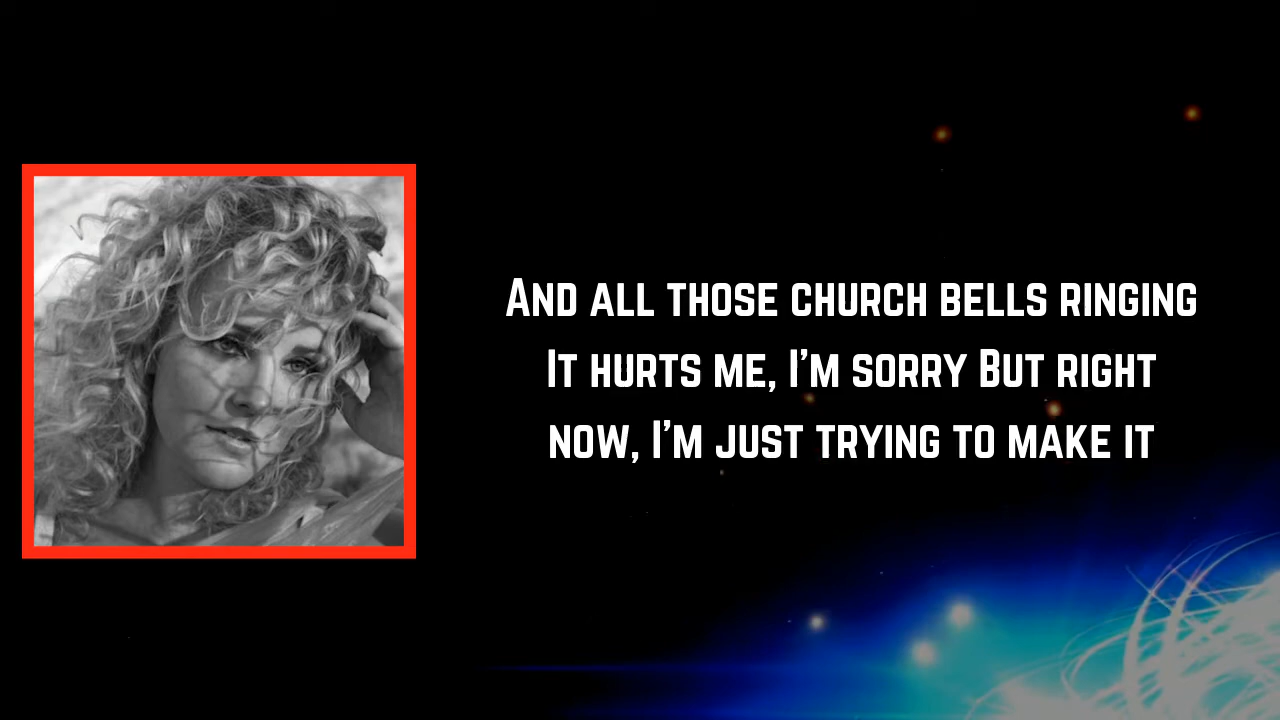 And all those church bells ringing
It hurts me, I'm sorry But right
now, I'm just trying to make it